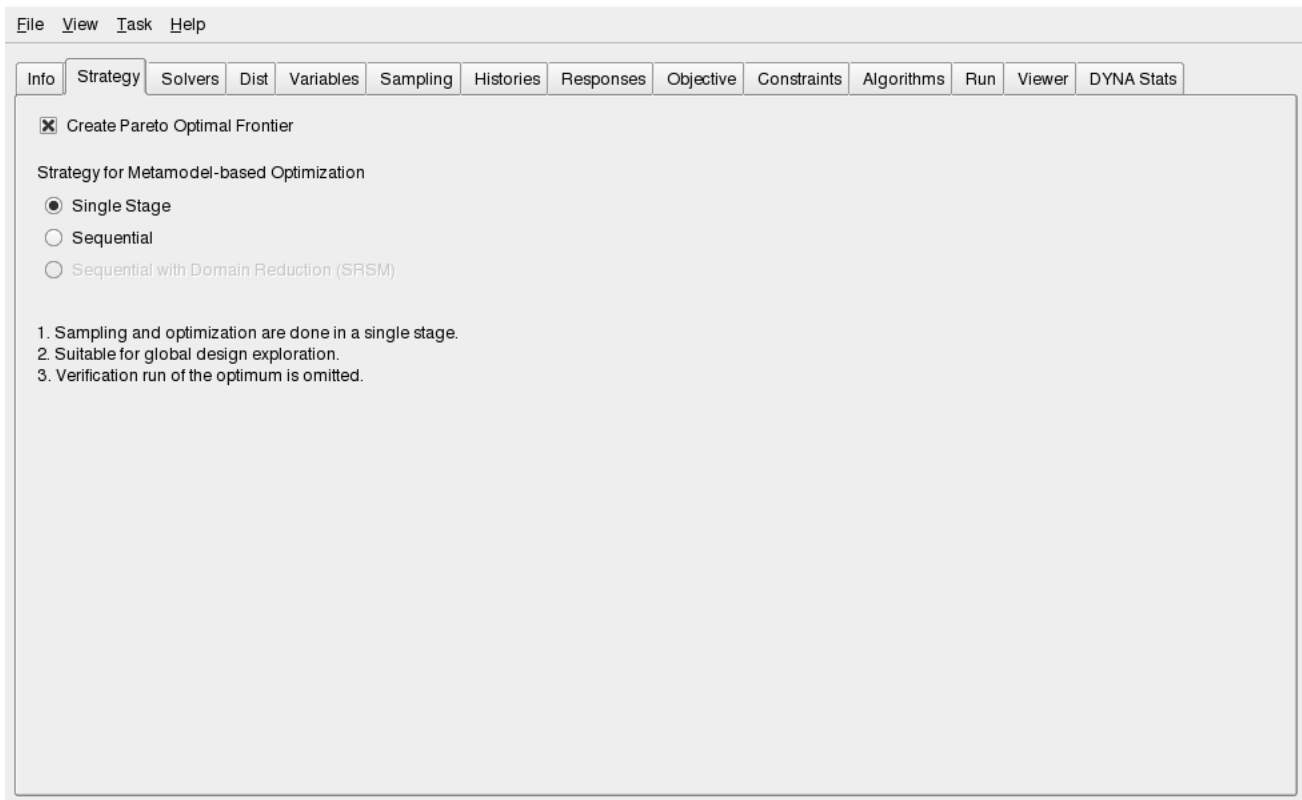 File View Task Help
Info Strategy Solvers Dist Variables Sampling Histories Responses Objective Constraints Algorithms Run Viewer DYNA Stats
Create Pareto Optimal Frontier
Strategy for Metamodel-based Optimization
Single Stage
Sequential
Sequential with Domain Reduction (SRSM)
1. Sampling and optimization are done in a single stage.
2. Suitable for global design exploration.
3. Verification run of the optimum is omitted.